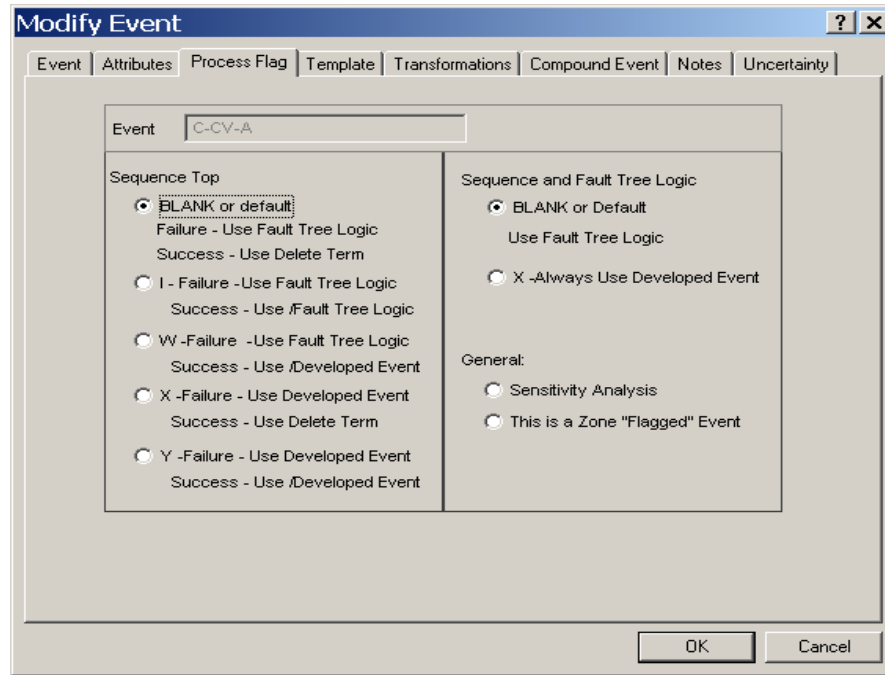 Modify Event
? X
Event Attributes Process Flag Template Transformations Compound Event Notes Uncertainty
Event C-CV-A
Sequence Top
BLANK or default
Failure - Use Fault Tree Logic
Success - Use Delete Term
I - Failure -Use Fault Tree Logic
Success - Use /Fault Tree Logic
W -Failure -Use Fault Tree Logic
Success - Use /Developed Event
X -Failure - Use Developed Event
Success - Use Delete Term
Y -Failure - Use Developed Event
Success - Use /Developed Event
Sequence and Fault Tree Logic
BLANK or Default
Use Fault Tree Logic
X -Always Use Developed Event
General:
Sensitivity Analysis
This is a Zone "Flagged" Event
OK Cancel